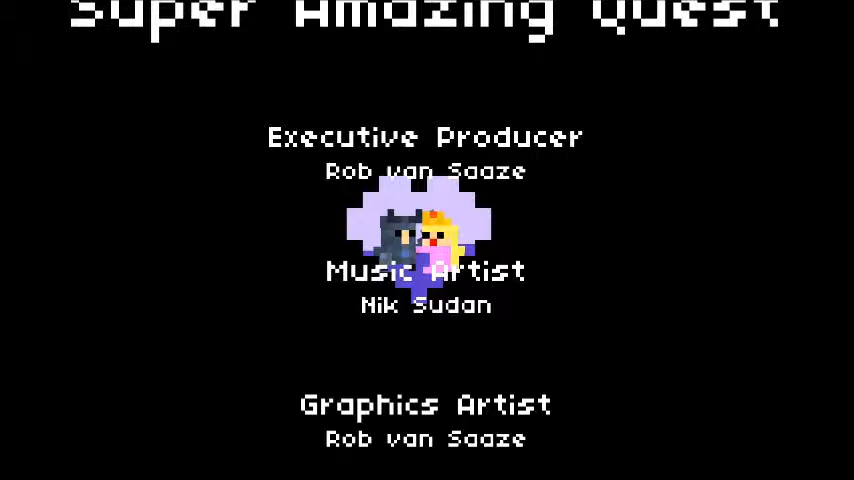 Super Amazing Quest
Executive Producer
Rob van Saaze
Music Artist
Nik Sudan
Graphics Artist
Rob van Saaze